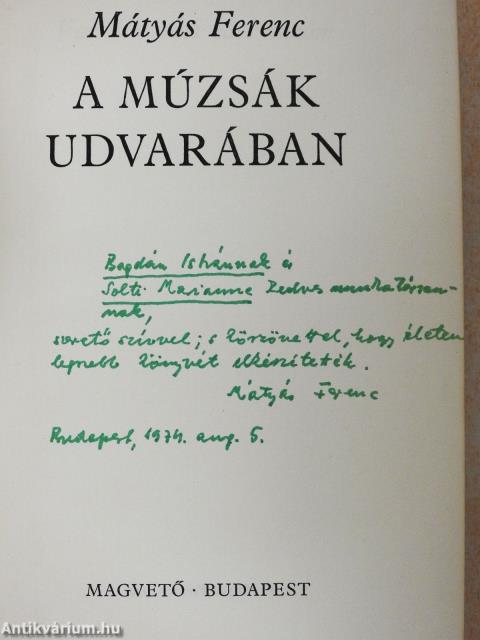 Mátyás Ferenc
A MÚZSÁK
UDVARÁBAN
Bogdán Istvánnak és
Solti Marianne kedves munkatársam-
nak,
szerető szívvel; s köszönettel, hogy életem
legszebb könyvét elkészítették.
Mátyás Ferenc
Budapest, 1974. aug. 5.
MAGVETŐ · BUDAPEST
Antikvárium.hu